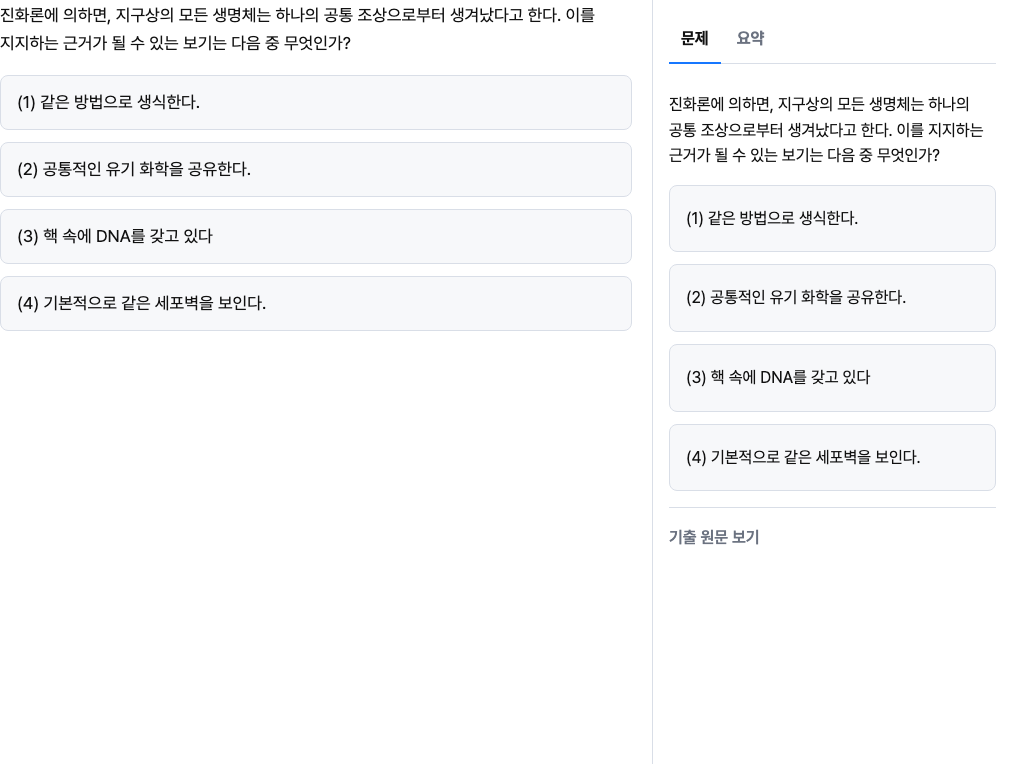 진화론에 의하면, 지구상의 모든 생명체는 하나의 공통 조상으로부터 생겨났다고 한다. 이를
지지하는 근거가 될 수 있는 보기는 다음 중 무엇인가?
(1) 같은 방법으로 생식한다.
(2) 공통적인 유기 화학을 공유한다.
(3) 핵 속에 DNA를 갖고 있다
(4) 기본적으로 같은 세포벽을 보인다.
문제 요약
진화론에 의하면, 지구상의 모든 생명체는 하나의
공통 조상으로부터 생겨났다고 한다. 이를 지지하는
근거가 될 수 있는 보기는 다음 중 무엇인가?
(1) 같은 방법으로 생식한다.
(2) 공통적인 유기 화학을 공유한다.
(3) 핵 속에 DNA를 갖고 있다
(4) 기본적으로 같은 세포벽을 보인다.
기출 원문 보기